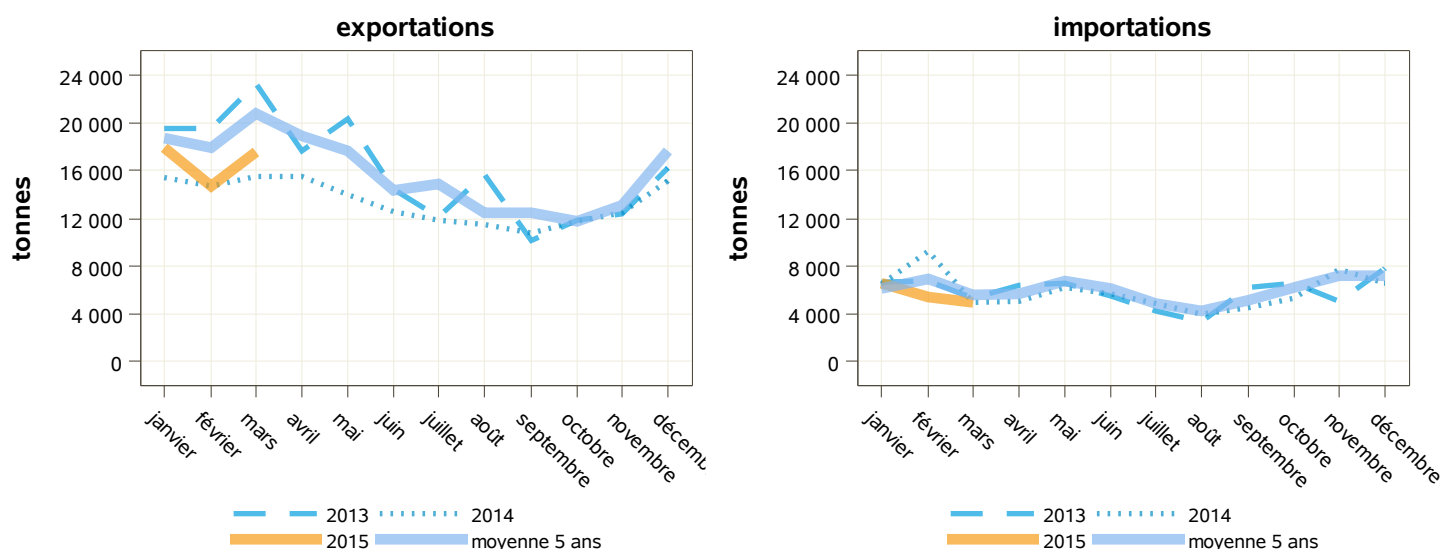 exportations
24 000
20 000
16 000
12 000
8 000
4 000
0
tonnes
janvier
février
mars
avril
mai
juin
juillet
août
septembre
octobre
novembre
décemb
2013
2014
2015
moyenne 5 ans
importations
24 000
20 000
16 000
12 000
8 000
4 000
0
tonnes
janvier
février
mars
avril
mai
juin
juillet
août
septembre
octobre
novembre
décembre
2013
2014
2015
moyenne 5 ans